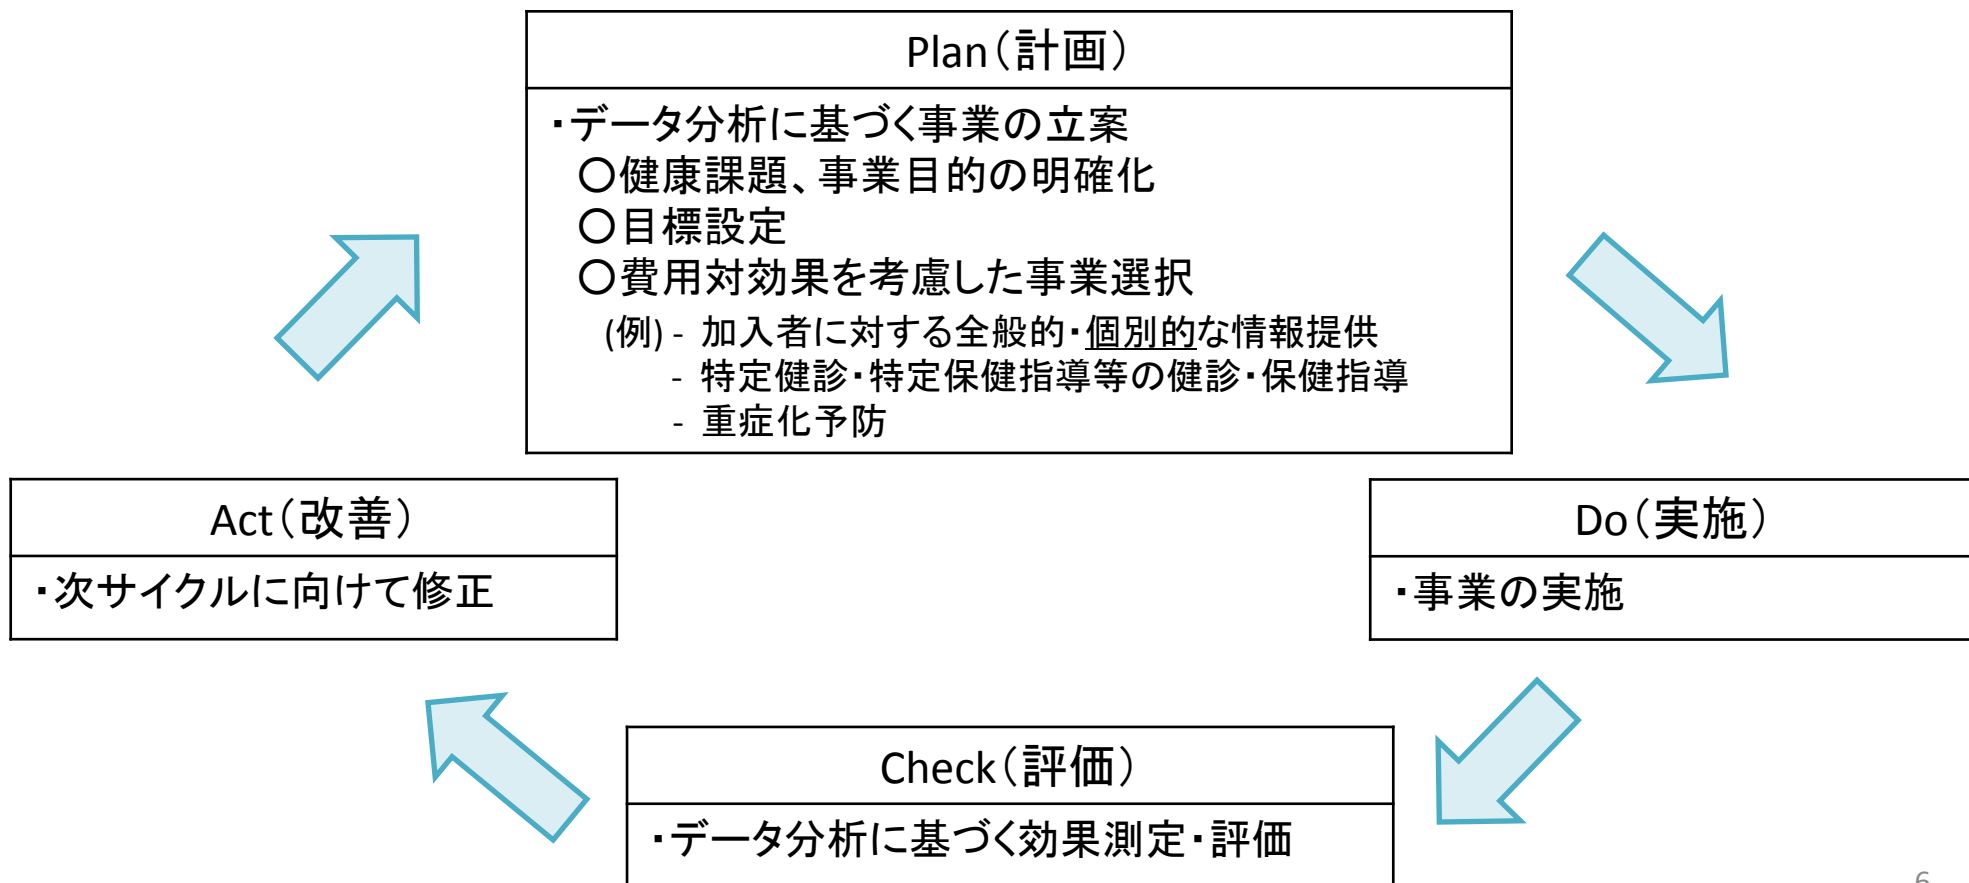 Plan（計画）
・データ分析に基づく事業の立案
○健康課題、事業目的の明確化
○目標設定
○費用対効果を考慮した事業選択
(例) - 加入者に対する全般的・個別的な情報提供
- 特定健診・特定保健指導等の健診・保健指導
- 重症化予防
Act（改善）
・次サイクルに向けて修正
Do（実施）
・事業の実施
Check（評価）
・データ分析に基づく効果測定・評価
6